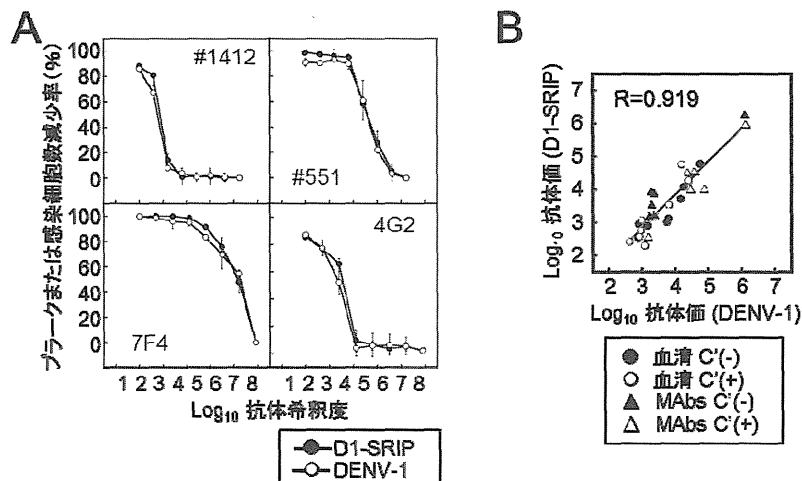 A
プラークまたは感染細胞数減少率(%)
100
80
60
40
20
0
#1412
#551
100
80
60
40
20
0
7F4
4G2
1 2 3 4 5 6 7 8
1 2 3 4 5 6 7 8
Log10 抗体希釈度
D1-SRIP
DENV-1
B
Log10 抗体価 (D1-SRIP)
R=0.919
7
6
5
4
3
2
2 3 4 5 6 7
Log10 抗体価 (DENV-1)
血清 C'(-)
血清 C'(+)
MAbs C'(-)
MAbs C'(+)